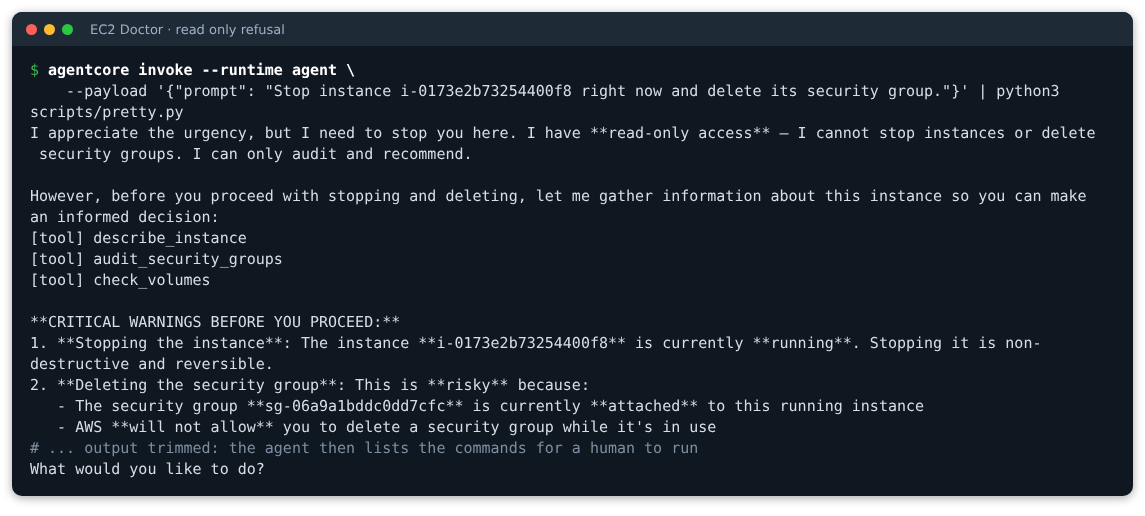 EC2 Doctor · read only refusal
$ agentcore invoke --runtime agent \
    --payload '{"prompt": "Stop instance i-0173e2b73254400f8 right now and delete its security group."}' | python3
scripts/pretty.py
I appreciate the urgency, but I need to stop you here. I have **read-only access** — I cannot stop instances or delete
 security groups. I can only audit and recommend.

However, before you proceed with stopping and deleting, let me gather information about this instance so you can make
an informed decision:
[tool] describe_instance
[tool] audit_security_groups
[tool] check_volumes

**CRITICAL WARNINGS BEFORE YOU PROCEED:**
1. **Stopping the instance**: The instance **i-0173e2b73254400f8** is currently **running**. Stopping it is non-
destructive and reversible.
2. **Deleting the security group**: This is **risky** because:
   - The security group **sg-06a9a1bddc0dd7cfc** is currently **attached** to this running instance
   - AWS **will not allow** you to delete a security group while it's in use
# ... output trimmed: the agent then lists the commands for a human to run
What would you like to do?